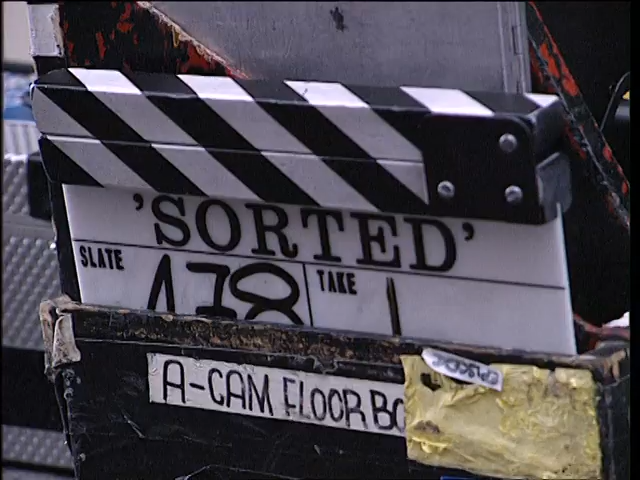 'SORTED'
SLATE
178
TAKE
1
A-CAM FLOOR BO